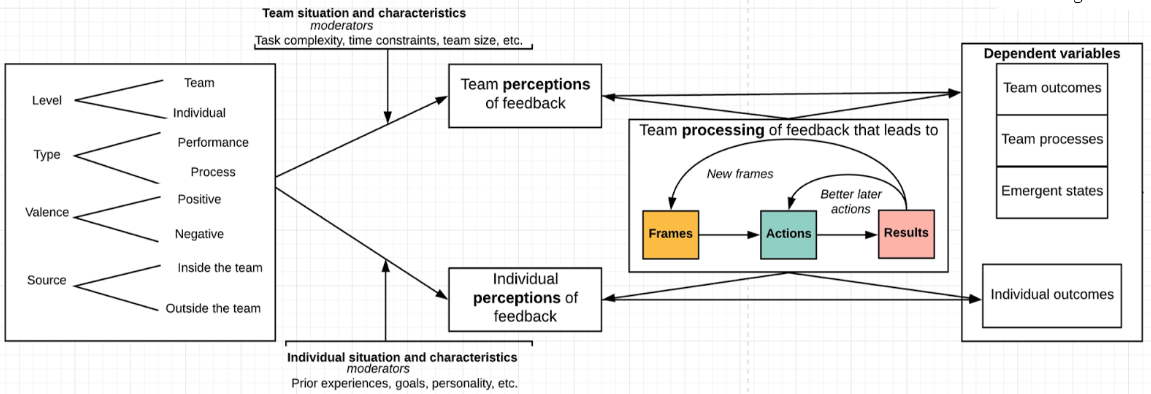 Team situation and characteristics
moderators
Task complexity, time constraints, team size, etc.
Level
Team
Individual
Type
Performance
Process
Valence
Positive
Negative
Source
Inside the team
Outside the team
Team perceptions
of feedback
Individual
perceptions of
feedback
Individual situation and characteristics
moderators
Prior experiences, goals, personality, etc.
Team processing of feedback that leads to
New frames
Better later
actions
Frames
Actions
Results
Dependent variables
Team outcomes
Team processes
Emergent states
Individual outcomes